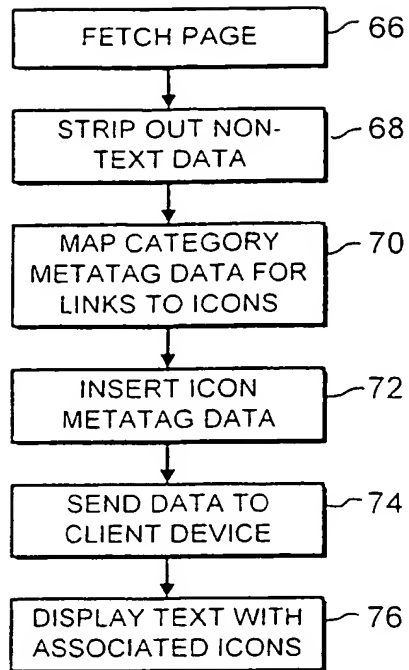 FETCH PAGE 66
STRIP OUT NON-
TEXT DATA 68
MAP CATEGORY
METATAG DATA FOR
LINKS TO ICONS 70
INSERT ICON
METATAG DATA 72
SEND DATA TO
CLIENT DEVICE 74
DISPLAY TEXT WITH
ASSOCIATED ICONS 76